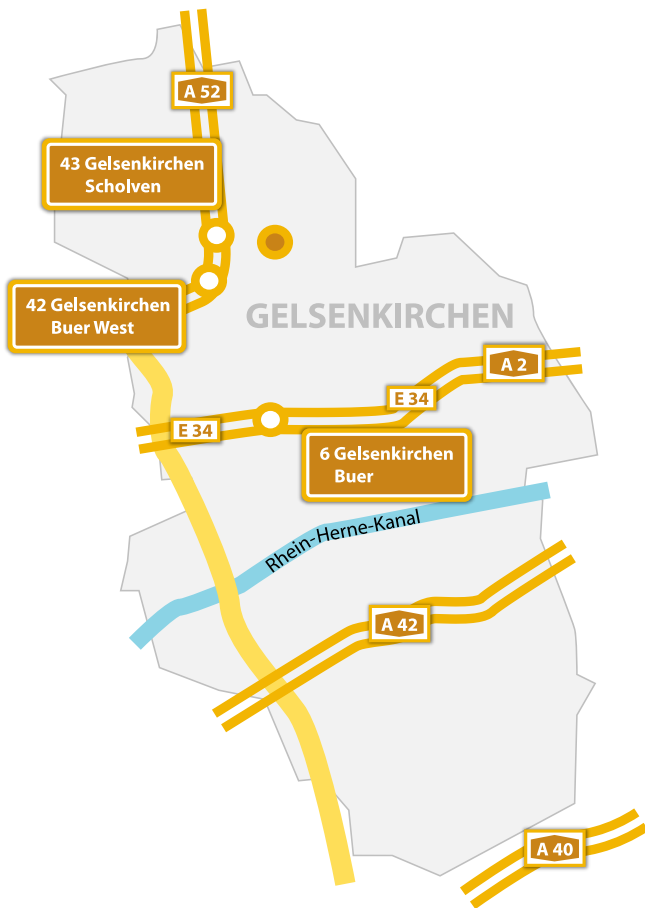 A 52
43 Gelsenkirchen
Scholven
42 Gelsenkirchen
Buer West
GELSENKIRCHEN
A 2
E 34
E 34
6 Gelsenkirchen
Buer
Rhein-Herne-Kanal
A 42
A 40